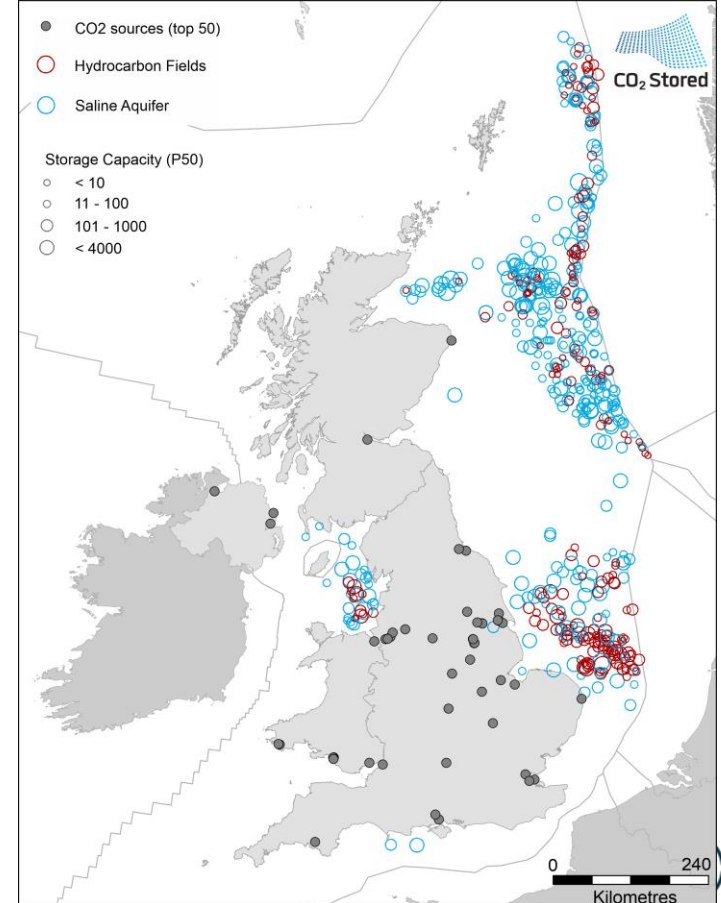 CO2 sources (top 50)
Hydrocarbon Fields
Saline Aquifer
CO₂ Stored
Storage Capacity (P50)
< 10
11 - 100
101 - 1000
< 4000
0 240
Kilometres